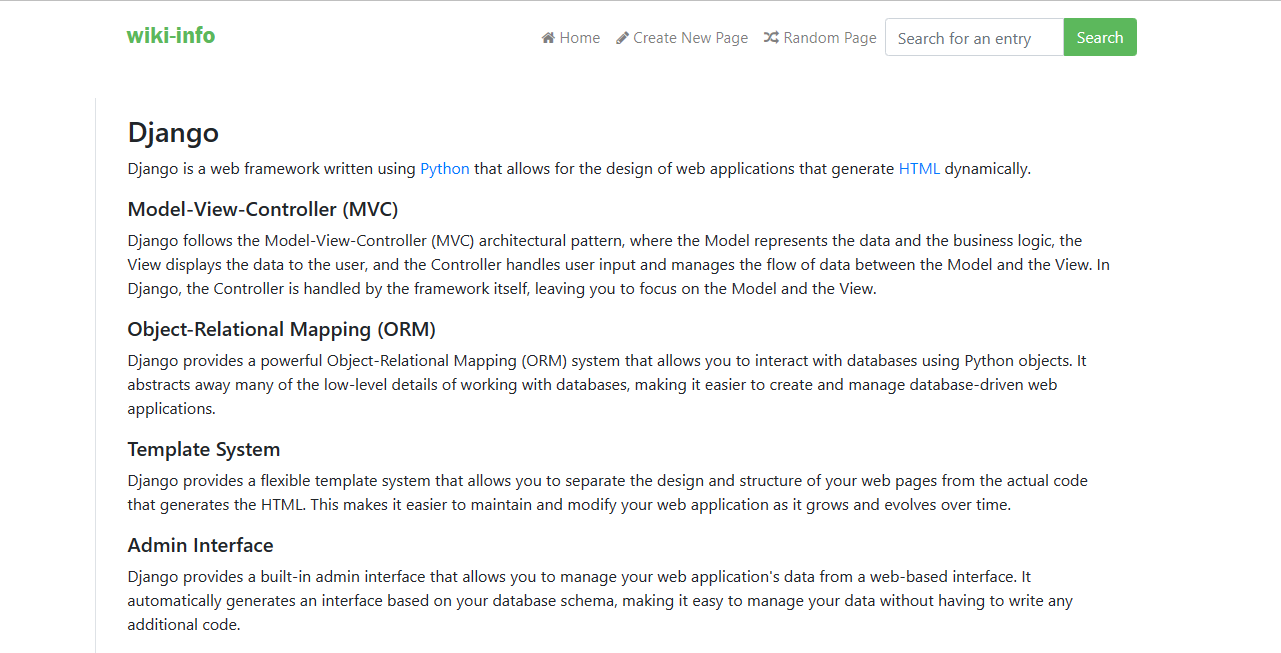 wiki-info
Home
Create New Page
Random Page
Search for an entry
Search
Django
Django is a web framework written using Python that allows for the design of web applications that generate HTML dynamically.
Model-View-Controller (MVC)
Django follows the Model-View-Controller (MVC) architectural pattern, where the Model represents the data and the business logic, the
View displays the data to the user, and the Controller handles user input and manages the flow of data between the Model and the View. In
Django, the Controller is handled by the framework itself, leaving you to focus on the Model and the View.
Object-Relational Mapping (ORM)
Django provides a powerful Object-Relational Mapping (ORM) system that allows you to interact with databases using Python objects. It
abstracts away many of the low-level details of working with databases, making it easier to create and manage database-driven web
applications.
Template System
Django provides a flexible template system that allows you to separate the design and structure of your web pages from the actual code
that generates the HTML. This makes it easier to maintain and modify your web application as it grows and evolves over time.
Admin Interface
Django provides a built-in admin interface that allows you to manage your web application's data from a web-based interface. It
automatically generates an interface based on your database schema, making it easy to manage your data without having to write any
additional code.